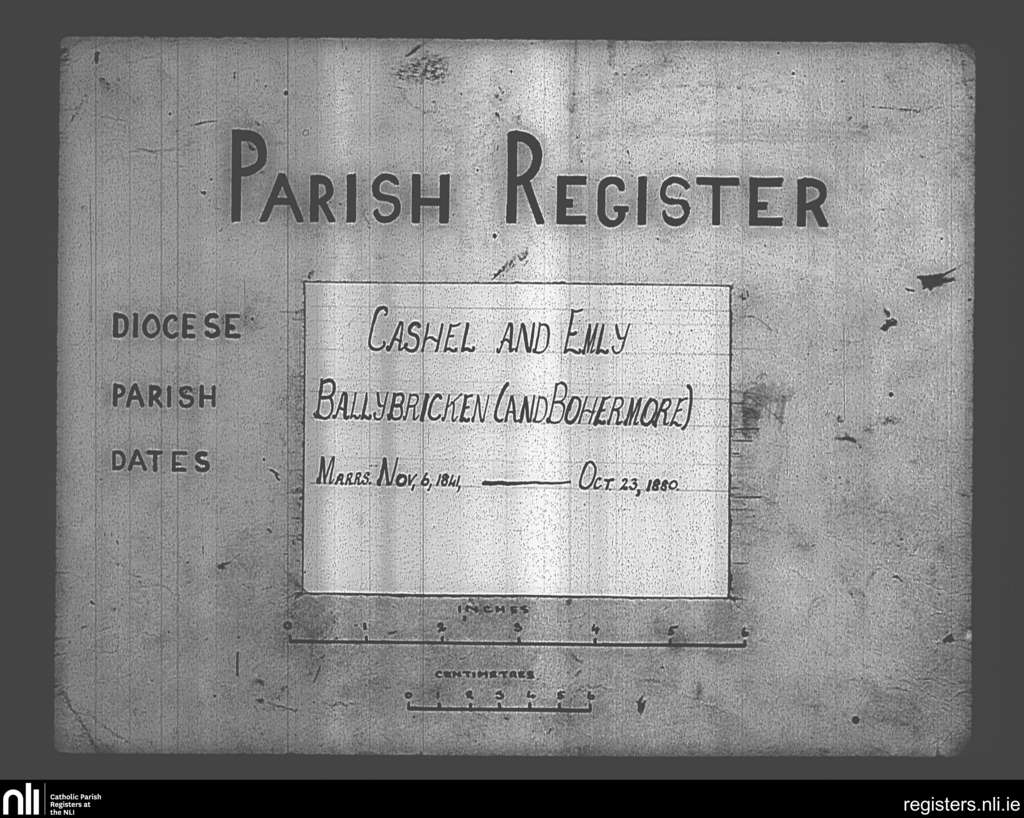 PARISH REGISTER
DIOCESE CASHEL AND EMLY
PARISH BALLYBRICKEN (AND BOHERMORE)
DATES MARRS. NOV, 6, 1841, —— OCT 23, 1880.
INCHES
0 1 2 3 4 5 6
CENTIMETRES
0 1 2 3 4 5 6
nli Catholic Parish
Registers at
the NLI
registers.nli.ie